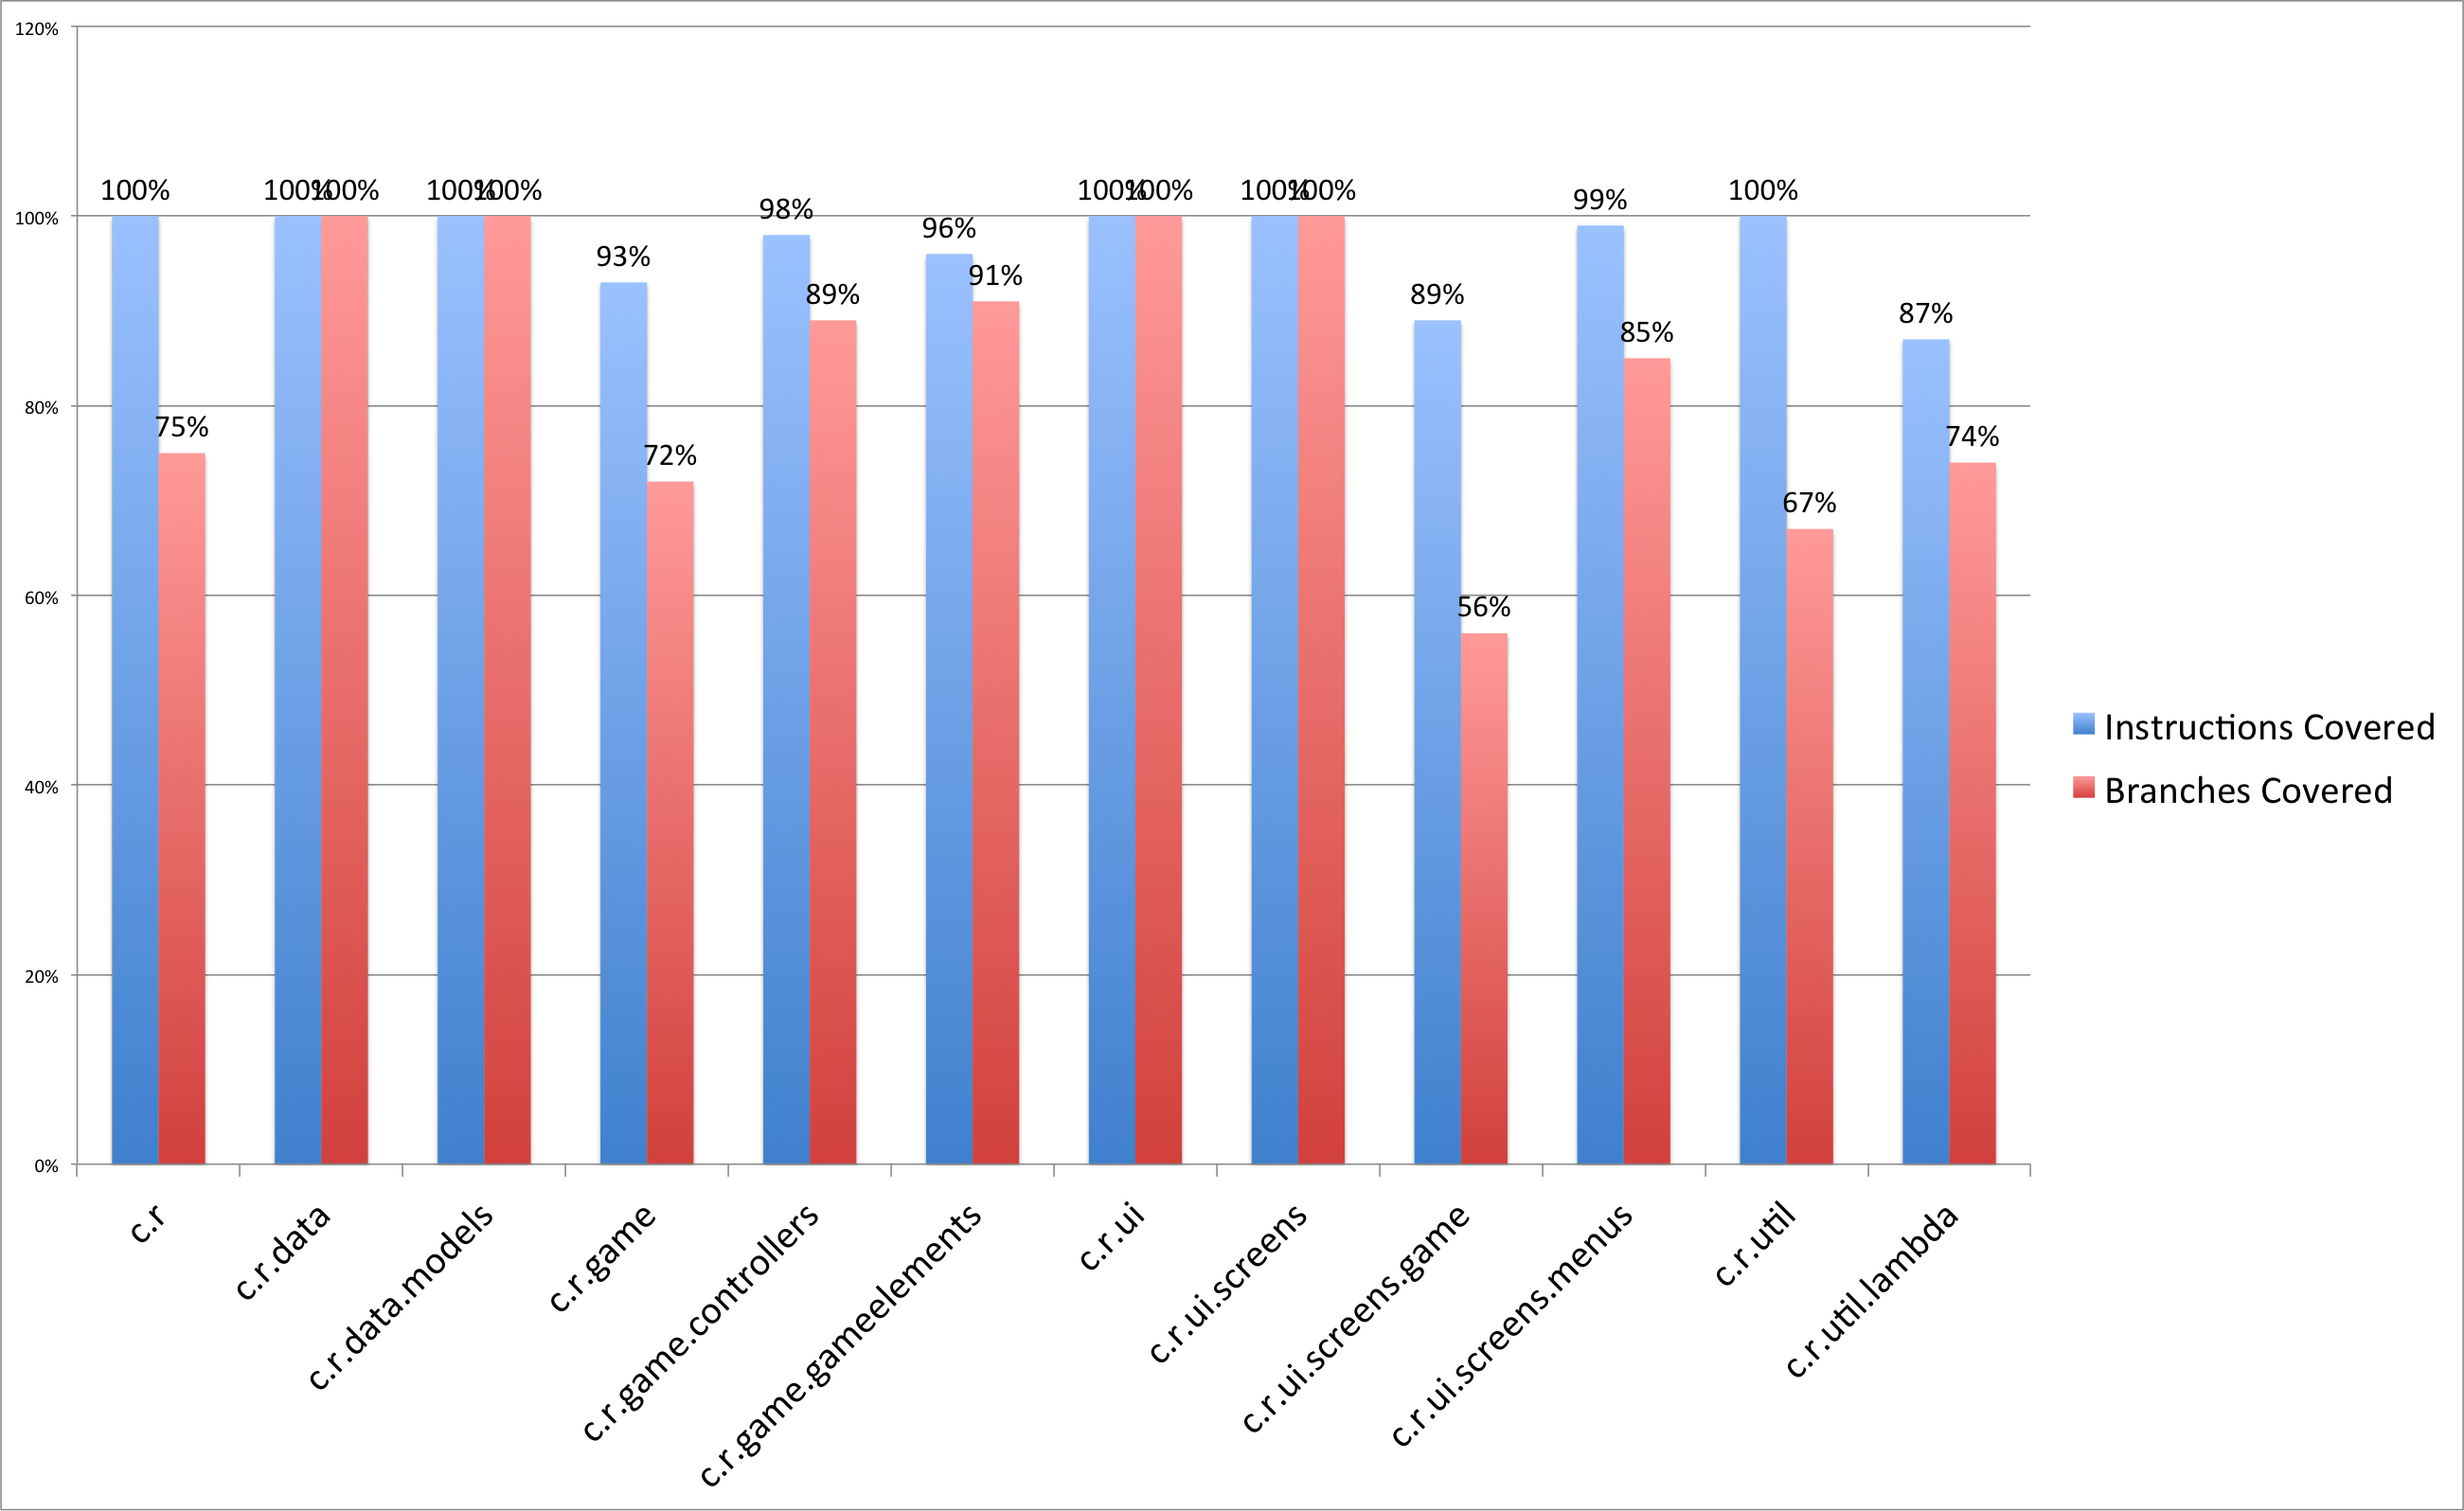 120%
100%
80%
60%
40%
20%
0%
100%
75%
100%
100%
100%
100%
93%
72%
98%
89%
96%
91%
100%
100%
100%
100%
89%
56%
99%
85%
100%
67%
87%
74%
c.r
c.r.data
c.r.data.models
c.r.game
c.r.game.controllers
c.r.game.gameelements
c.r.ui
c.r.ui.screens
c.r.ui.screens.game
c.r.ui.screens.menus
c.r.util
c.r.util.lambda
Instructions Covered
Branches Covered